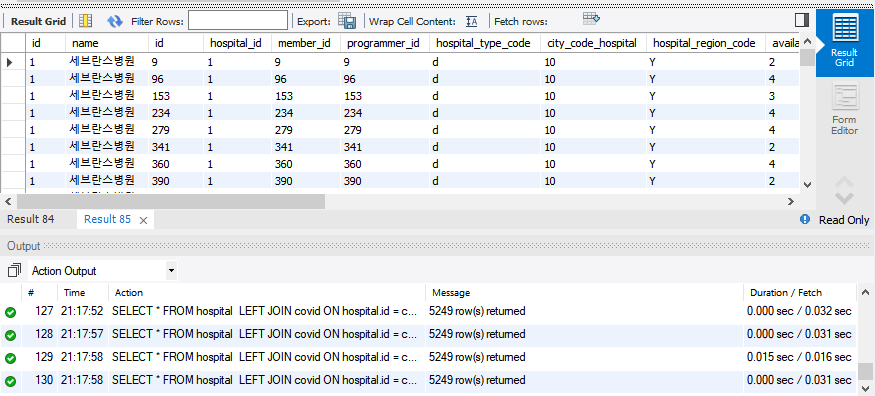 Result Grid Filter Rows: Export: Wrap Cell Content: Fetch rows:
id name id hospital_id member_id programmer_id hospital_type_code city_code_hospital hospital_region_code availa
1 세브란스병원 9 1 9 9 d 10 Y 2
1 세브란스병원 96 1 96 96 d 10 Y 4
1 세브란스병원 153 1 153 153 d 10 Y 3
1 세브란스병원 234 1 234 234 d 10 Y 4
1 세브란스병원 279 1 279 279 d 10 Y 4
1 세브란스병원 341 1 341 341 d 10 Y 2
1 세브란스병원 360 1 360 360 d 10 Y 4
1 세브란스병원 390 1 390 390 d 10 Y 2
Result
Grid
Form
Editor
Result 84 Result 85 Read Only
Output
Action Output
# Time Action Message Duration / Fetch
127 21:17:52 SELECT * FROM hospital LEFT JOIN covid ON hospital.id = c... 5249 row(s) returned 0.000 sec / 0.032 sec
128 21:17:57 SELECT * FROM hospital LEFT JOIN covid ON hospital.id = c... 5249 row(s) returned 0.000 sec / 0.031 sec
129 21:17:58 SELECT * FROM hospital LEFT JOIN covid ON hospital.id = c... 5249 row(s) returned 0.015 sec / 0.016 sec
130 21:17:58 SELECT * FROM hospital LEFT JOIN covid ON hospital.id = c... 5249 row(s) returned 0.000 sec / 0.031 sec